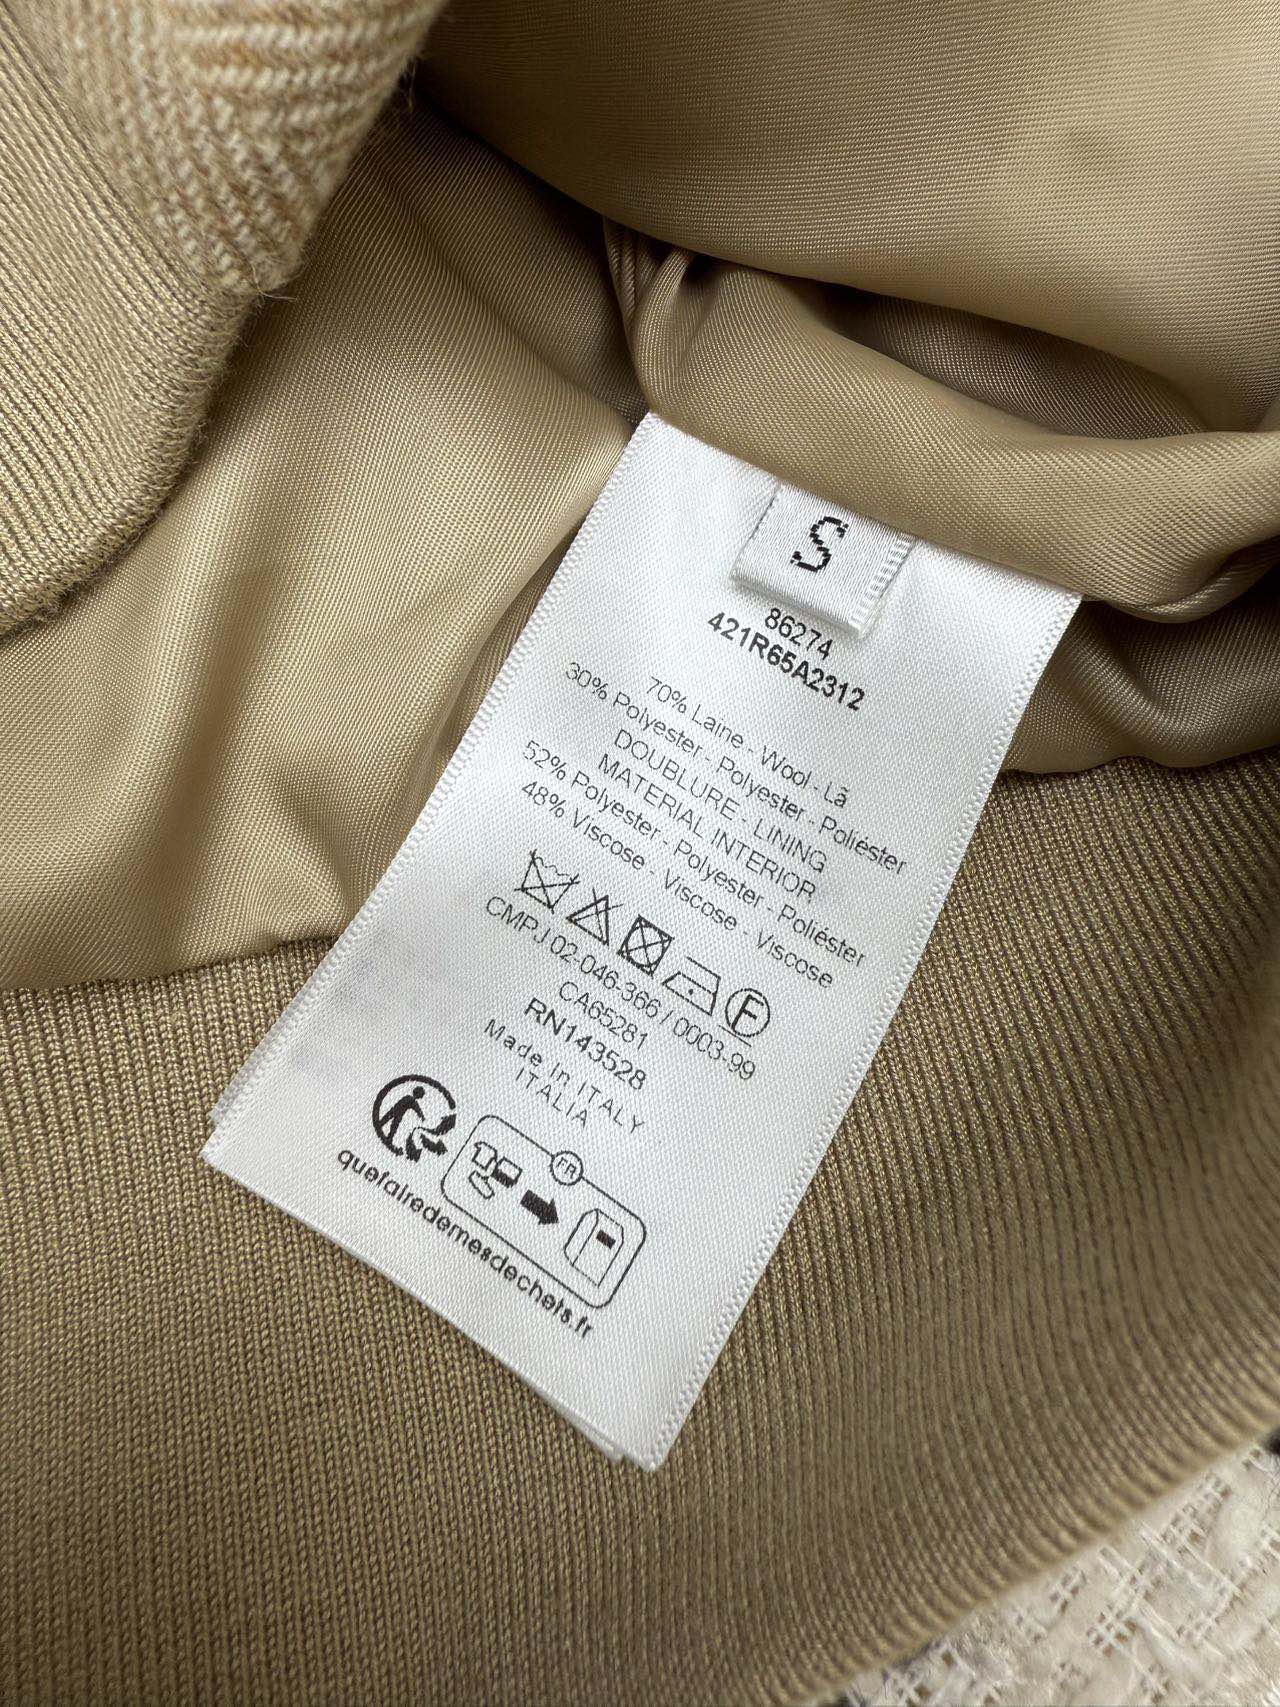 S
86274
421R65A2312
70% Laine - Wool - Lã
30% Polyester - Polyester - Poliéster
DOUBLURE - LINING
MATERIAL INTERIOR
52% Polyester - Polyester - Poliéster
48% Viscose - Viscose - Viscose
F
CMPJ 02-046-366 / 0003-99
CA65281
RN143528
Made in ITALY
ITALIA
FR
quefairedemesdechets.fr